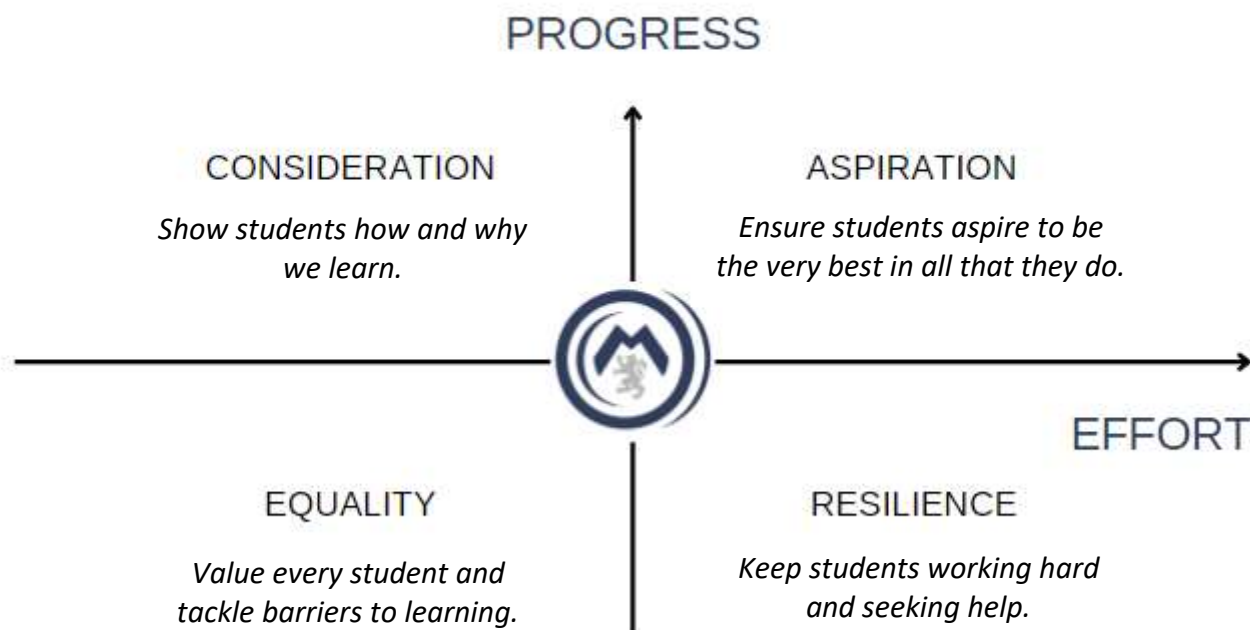 PROGRESS
CONSIDERATION
Show students how and why
we learn.
ASPIRATION
Ensure students aspire to be
the very best in all that they do.
EFFORT
EQUALITY
Value every student and
tackle barriers to learning.
RESILIENCE
Keep students working hard
and seeking help.